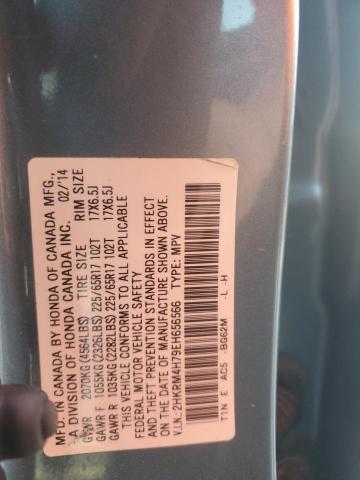 MFD. IN CANADA BY HONDA OF CANADA MFG.,
A DIVISION OF HONDA CANADA INC. 02/'14
GVWR 2070KG (4564LBS) TIRE SIZE RIM SIZE
GAWR F 1055KG (2326LBS) 225/65R17 102T 17X6.5J
GAWR R 1035KG (2282LBS) 225/65R17 102T 17X6.5J
THIS VEHICLE CONFORMS TO ALL APPLICABLE
FEDERAL MOTOR VEHICLE SAFETY
AND THEFT PREVENTION STANDARDS IN EFFECT
ON THE DATE OF MANUFACTURE SHOWN ABOVE.
V.I.N.: 2HKRM4H79EH656566 TYPE: MPV
T1N E AC5 -BG62M -L -H